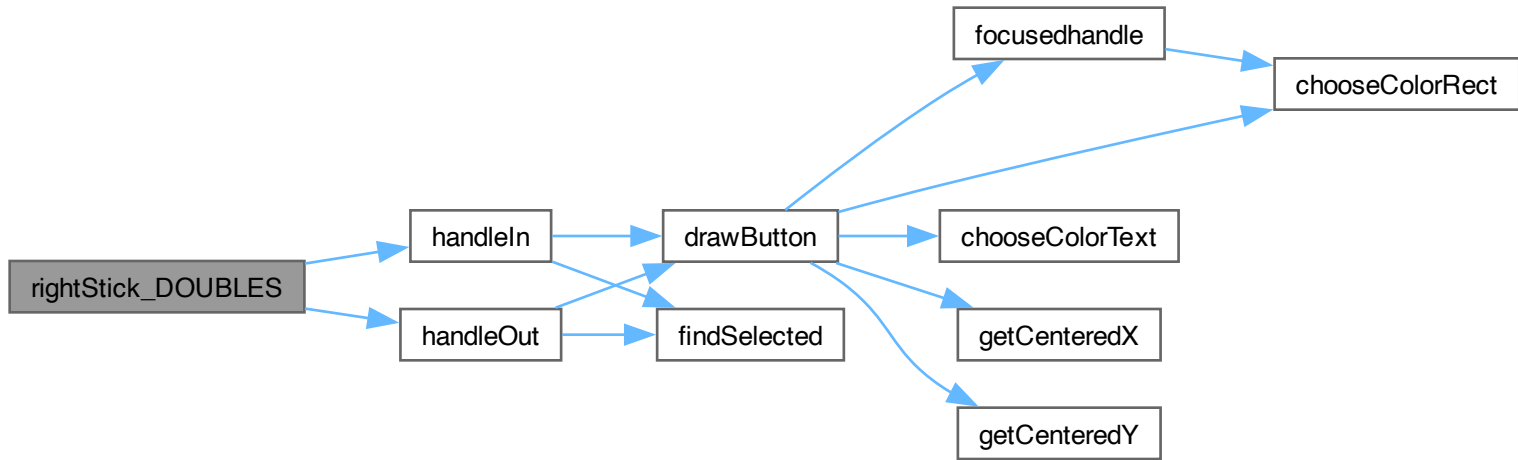 focusedhandle
chooseColorRect
handleIn
drawButton
chooseColorText
rightStick_DOUBLES
handleOut
findSelected
getCenteredX
getCenteredY